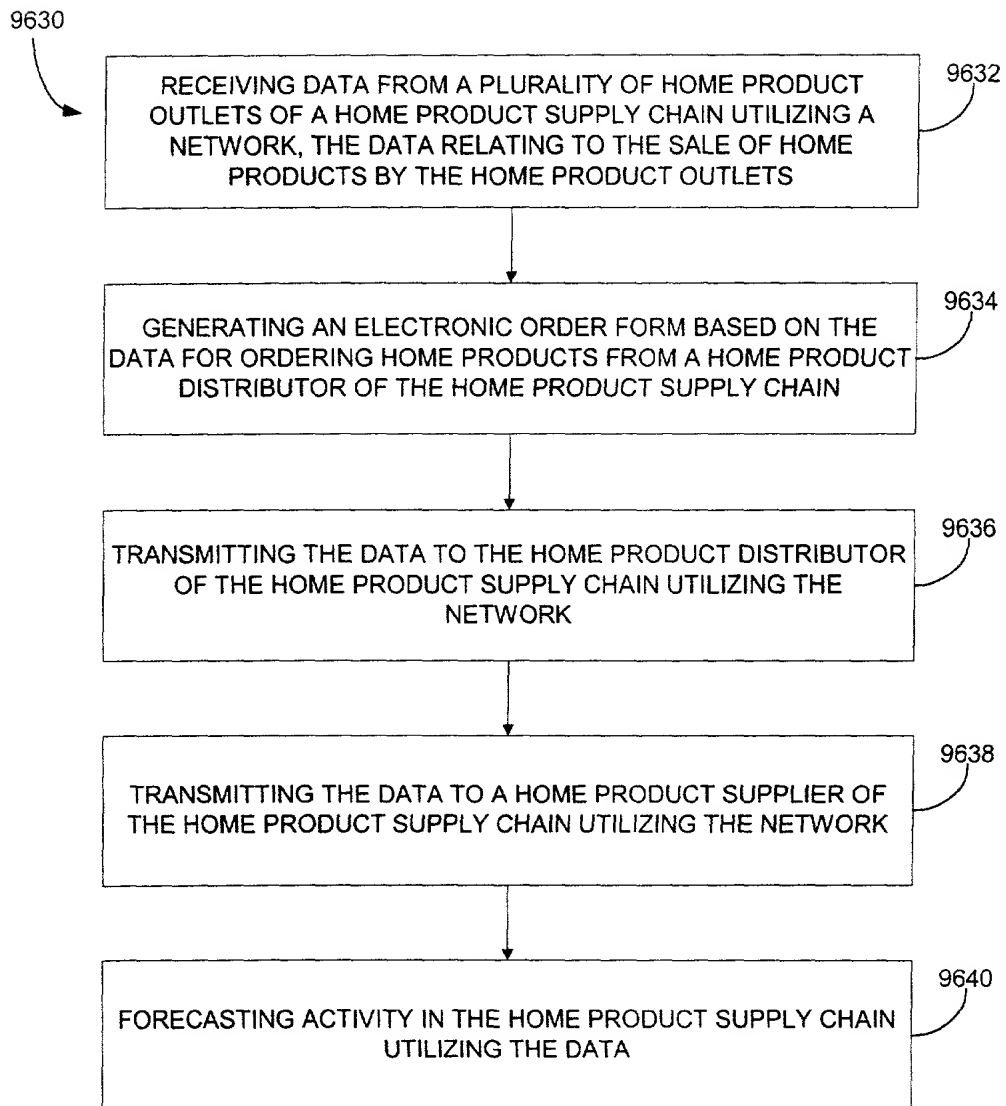 9630
RECEIVING DATA FROM A PLURALITY OF HOME PRODUCT
OUTLETS OF A HOME PRODUCT SUPPLY CHAIN UTILIZING A
NETWORK, THE DATA RELATING TO THE SALE OF HOME
PRODUCTS BY THE HOME PRODUCT OUTLETS
9632
GENERATING AN ELECTRONIC ORDER FORM BASED ON THE
DATA FOR ORDERING HOME PRODUCTS FROM A HOME PRODUCT
DISTRIBUTOR OF THE HOME PRODUCT SUPPLY CHAIN
9634
TRANSMITTING THE DATA TO THE HOME PRODUCT DISTRIBUTOR
OF THE HOME PRODUCT SUPPLY CHAIN UTILIZING THE
NETWORK
9636
TRANSMITTING THE DATA TO A HOME PRODUCT SUPPLIER OF
THE HOME PRODUCT SUPPLY CHAIN UTILIZING THE NETWORK
9638
FORECASTING ACTIVITY IN THE HOME PRODUCT SUPPLY CHAIN
UTILIZING THE DATA
9640